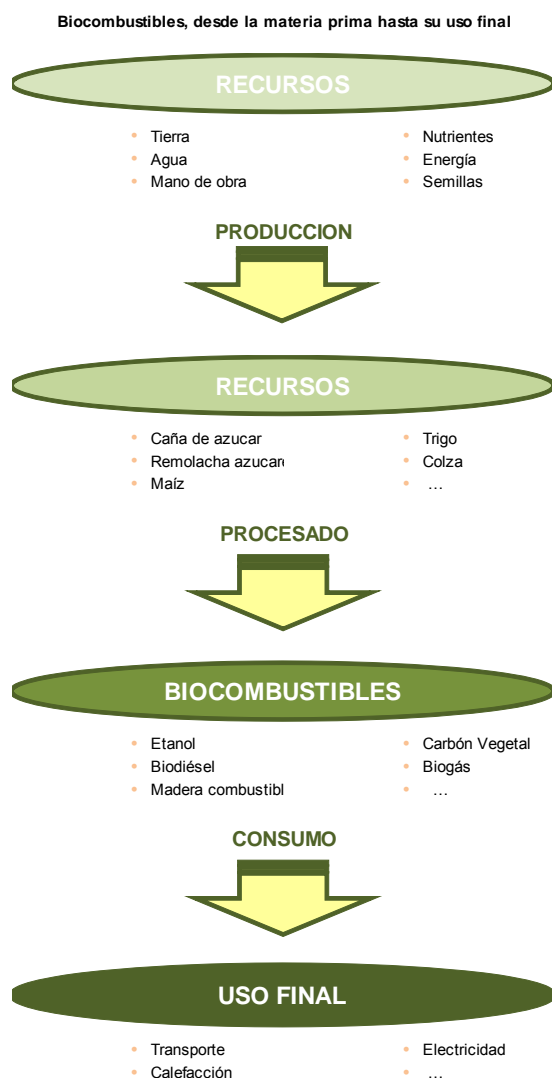 Biocombustibles, desde la materia prima hasta su uso final
RECURSOS
• Tierra
• Agua
• Mano de obra
• Nutrientes
• Energía
• Semillas
PRODUCCION
RECURSOS
• Caña de azucar
• Remolacha azucar
• Maíz
• Trigo
• Colza
• …
PROCESADO
BIOCOMBUSTIBLES
• Etanol
• Biodiésel
• Madera combustibl
• Carbón Vegetal
• Biogás
• …
CONSUMO
USO FINAL
• Transporte
• Calefacción
• Electricidad
• …